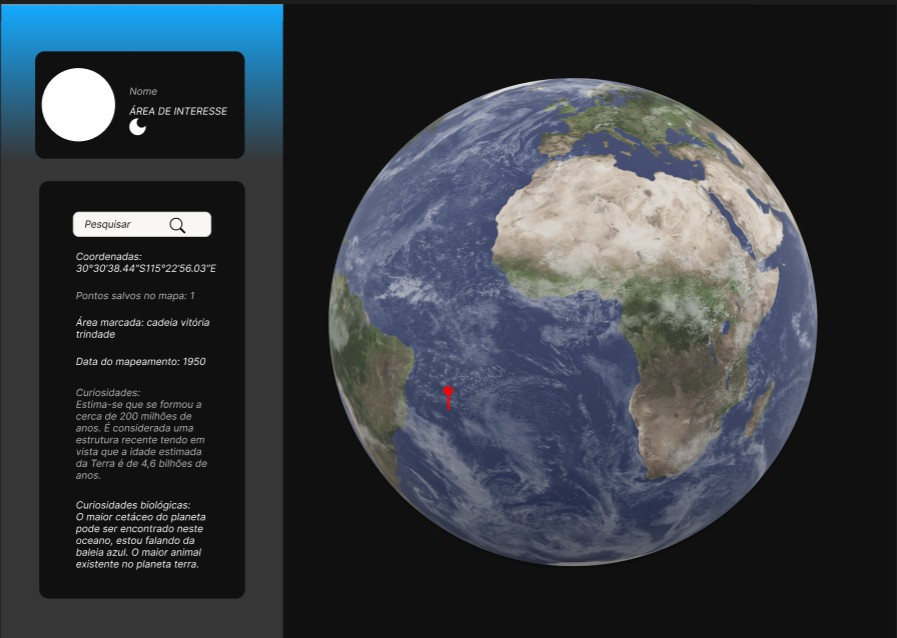 Nome
ÁREA DE INTERESSE
Pesquisar
Coordenadas:
30°30'38.44"S115°22'56.03"E
Pontos salvos no mapa: 1
Área marcada: cadeia vitória
trindade
Data do mapeamento: 1950
Curiosidades:
Estima-se que se formou a
cerca de 200 milhões de
anos. É considerada uma
estrutura recente tendo em
vista que a idade estimada
da Terra é de 4,6 bilhões de
anos.
Curiosidades biológicas:
O maior cetáceo do planeta
pode ser encontrado neste
oceano, estou falando da
baleia azul. O maior animal
existente no planeta terra.